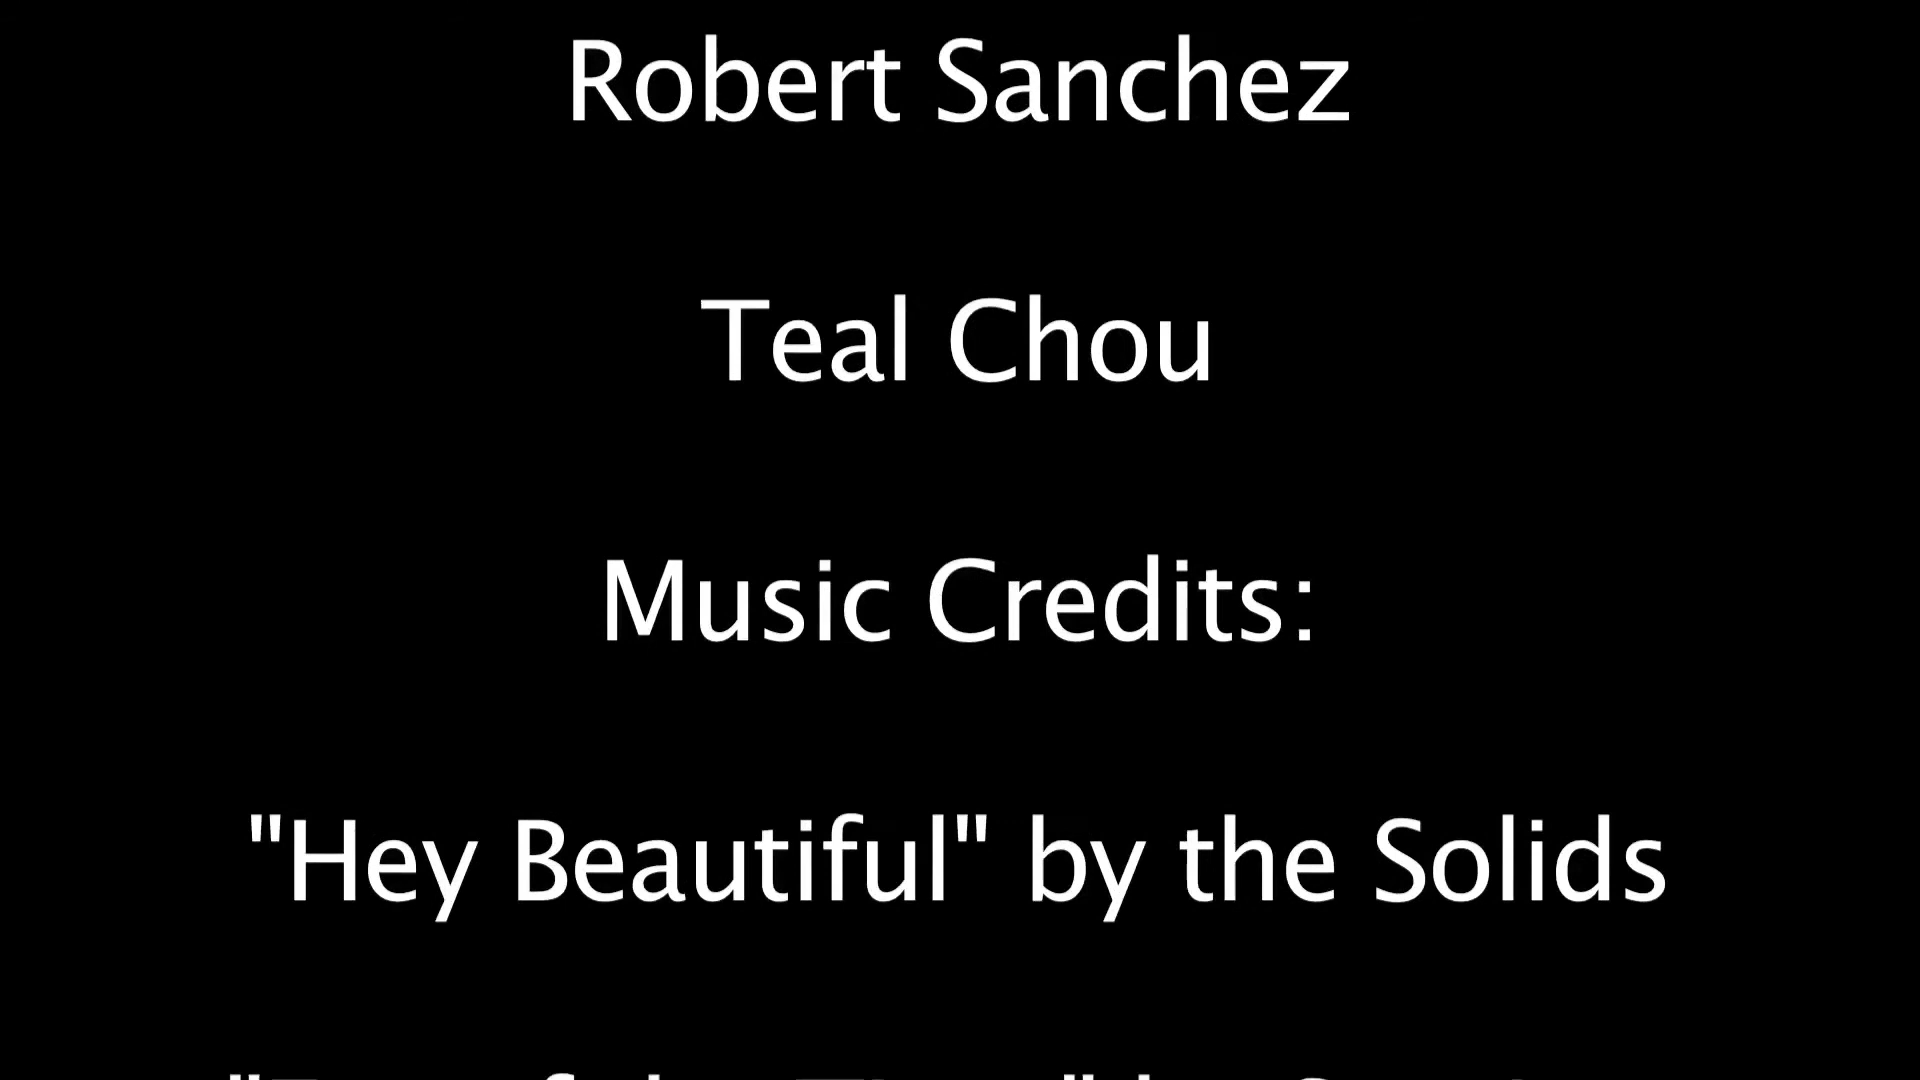 Robert Sanchez
Teal Chou
Music Credits:
"Hey Beautiful" by the Solids